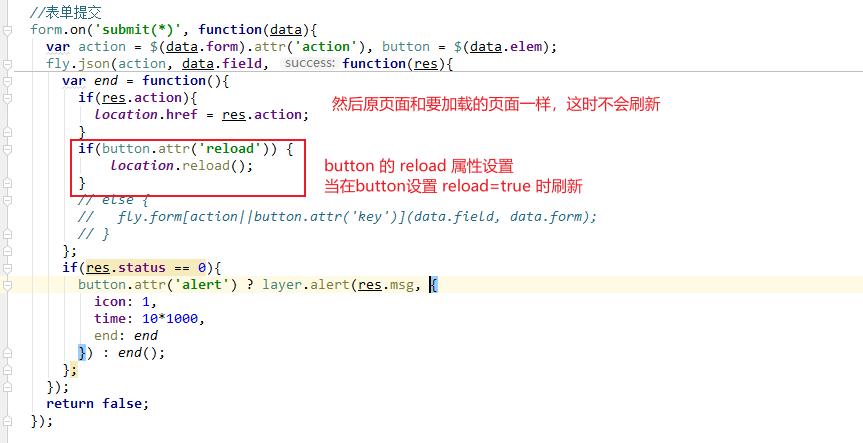 //表单提交
form.on('submit(*)', function(data){
var action = $(data.form).attr('action'), button = $(data.elem);
fly.json(action, data.field, success: function(res){
var end = function(){
if(res.action){
然后原页面和要加载的页面一样，这时不会刷新
location.href = res.action;
}
if(button.attr('reload')) {
button 的 reload 属性设置
location.reload();
当在button设置 reload=true 时刷新
}
// else {
//   fly.form[action||button.attr('key')](data.field, data.form);
// }
};
if(res.status == 0){
button.attr('alert') ? layer.alert(res.msg, {
icon: 1,
time: 10*1000,
end: end
}) : end();
};
});
return false;
});